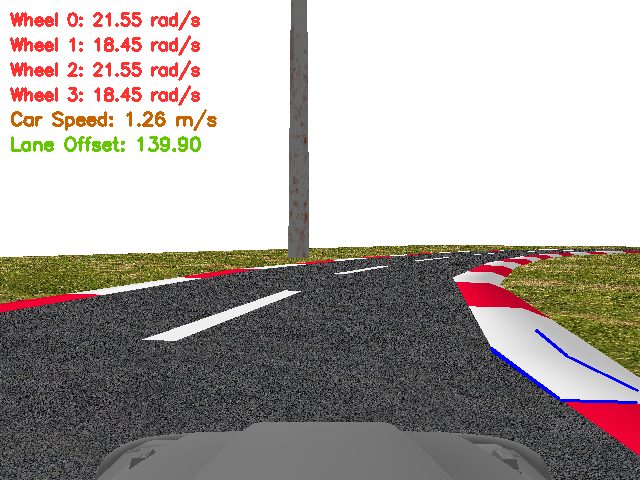 Wheel 0: 21.55 rad/s
Wheel 1: 18.45 rad/s
Wheel 2: 21.55 rad/s
Wheel 3: 18.45 rad/s
Car Speed: 1.26 m/s
Lane Offset: 139.90